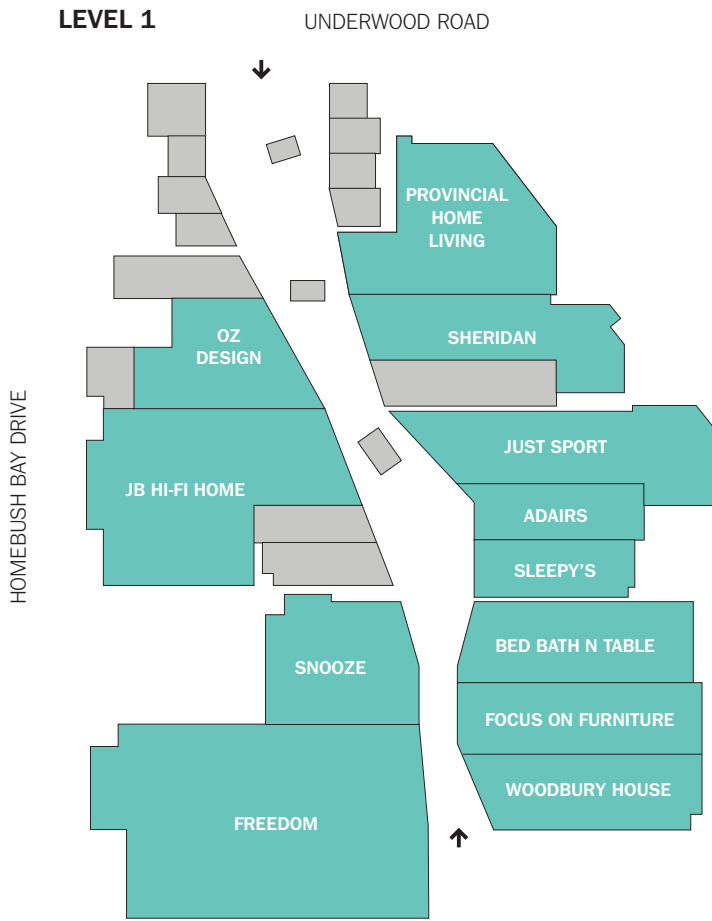 LEVEL 1
UNDERWOOD ROAD
PROVINCIAL
HOME
LIVING
OZ
DESIGN
SHERIDAN
HOMEBUSH BAY DRIVE
JUST SPORT
JB HI-FI HOME
ADAIRS
SLEEPY'S
SNOOZE
BED BATH N TABLE
FOCUS ON FURNITURE
WOODBURY HOUSE
FREEDOM